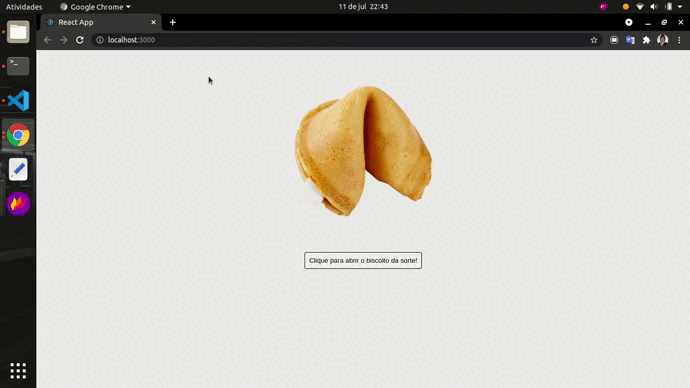 Atividades
Google Chrome
11 de jul 22:43
React App
localhost:3000
Clique para abrir o biscoito da sorte!